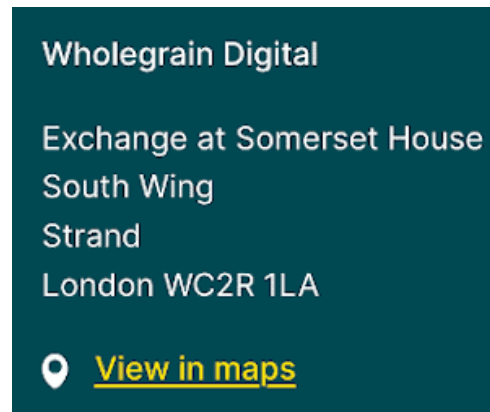 Wholegrain Digital
Exchange at Somerset House
South Wing
Strand
London WC2R 1LA
View in maps